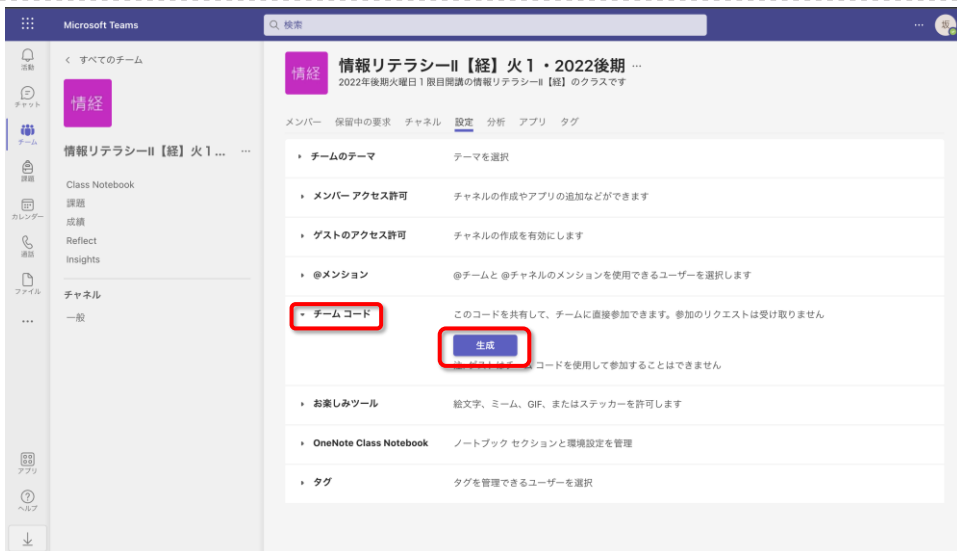 Microsoft Teams
検索
坂
活動
チャット
チーム
課題
カレンダー
通話
ファイル
アプリ
ヘルプ
すべてのチーム
情経
情報リテラシーII【経】火1...
Class Notebook
課題
成績
Reflect
Insights
チャネル
一般
情経
情報リテラシーII【経】火1・2022後期
2022年後期火曜日1限目開講の情報リテラシーII【経】のクラスです
メンバー 保留中の要求 チャネル 設定 分析 アプリ タグ
チームのテーマ テーマを選択
メンバー アクセス許可 チャネルの作成やアプリの追加などができます
ゲストのアクセス許可 チャネルの作成を有効にします
@メンション @チームと @チャネルのメンションを使用できるユーザーを選択します
チーム コード このコードを共有して、チームに直接参加できます。参加のリクエストは受け取りません
生成
注: ゲストはチーム コードを使用して参加することはできません
お楽しみツール 絵文字、ミーム、GIF、またはステッカーを許可します
OneNote Class Notebook ノートブック セクションと環境設定を管理
タグ タグを管理できるユーザーを選択